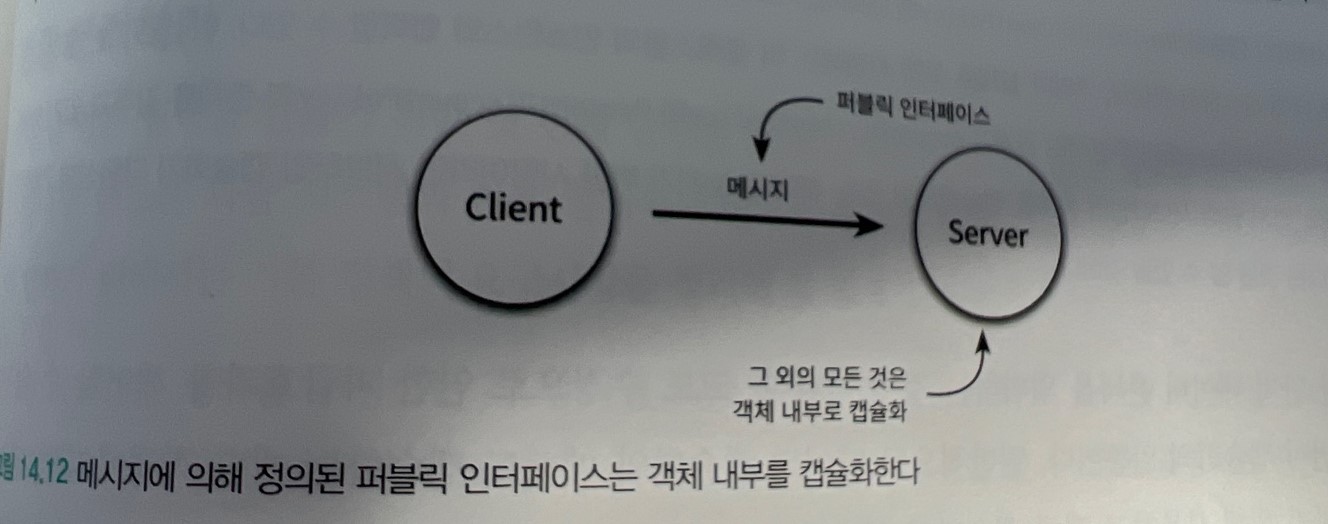 퍼블릭 인터페이스
메시지
Client
Server
그 외의 모든 것은
객체 내부로 캡슐화
14.12 메시지에 의해 정의된 퍼블릭 인터페이스는 객체 내부를 캡슐화한다